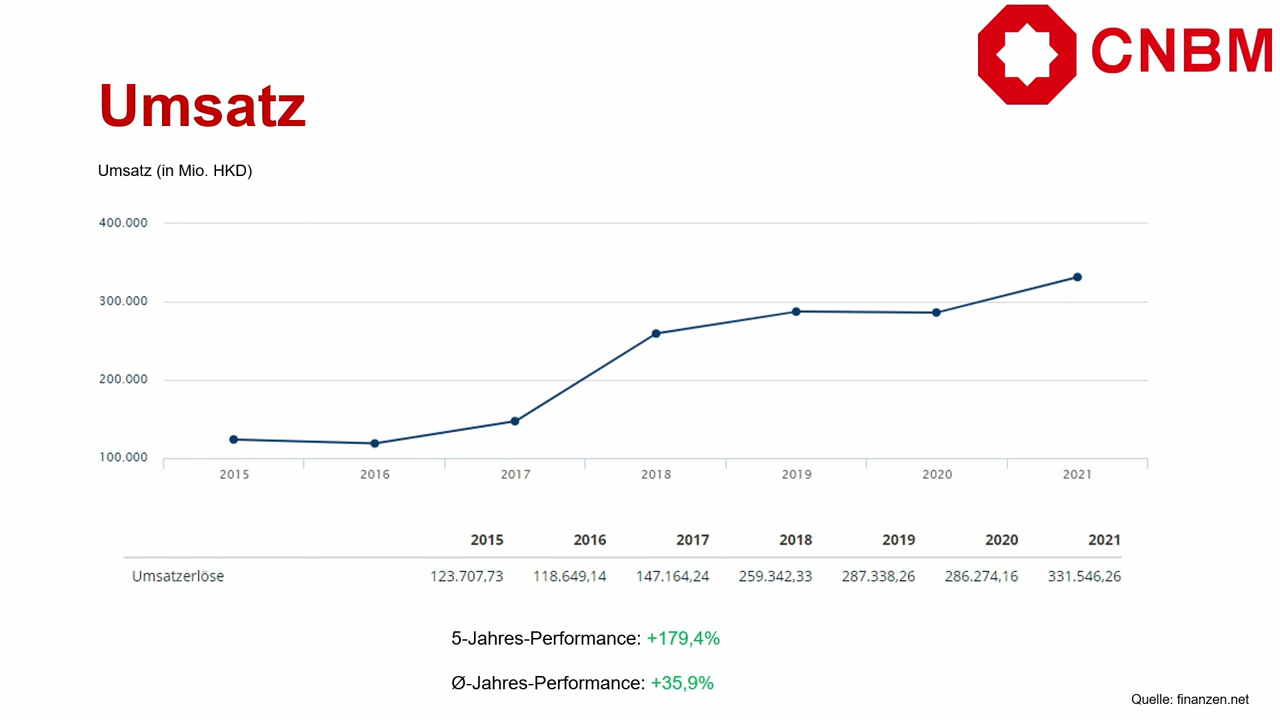 CNBM
Umsatz
Umsatz (in Mio. HKD)
400.000
300.000
200.000
100.000
2015 2016 2017 2018 2019 2020 2021
2015 2016 2017 2018 2019 2020 2021
Umsatzerlöse 123.707,73 118.649,14 147.164,24 259.342,33 287.338,26 286.274,16 331.546,26
5-Jahres-Performance: +179,4%
Ø-Jahres-Performance: +35,9%
Quelle: finanzen.net